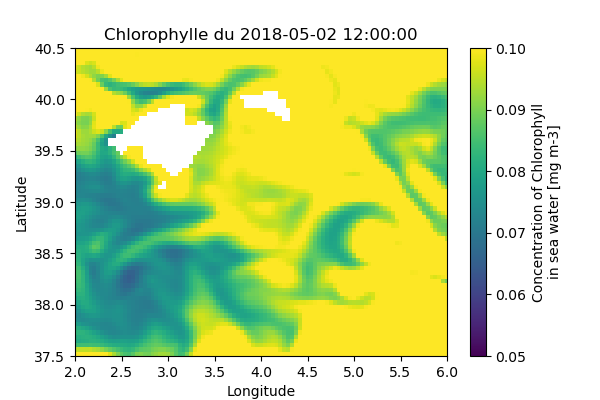 Chlorophylle du 2018-05-02 12:00:00
40.5
40.0
39.5
39.0
38.5
38.0
37.5
Latitude
2.0 2.5 3.0 3.5 4.0 4.5 5.0 5.5 6.0
Longitude
0.10
0.09
0.08
0.07
0.06
0.05
Concentration of Chlorophyll
in sea water [mg m-3]